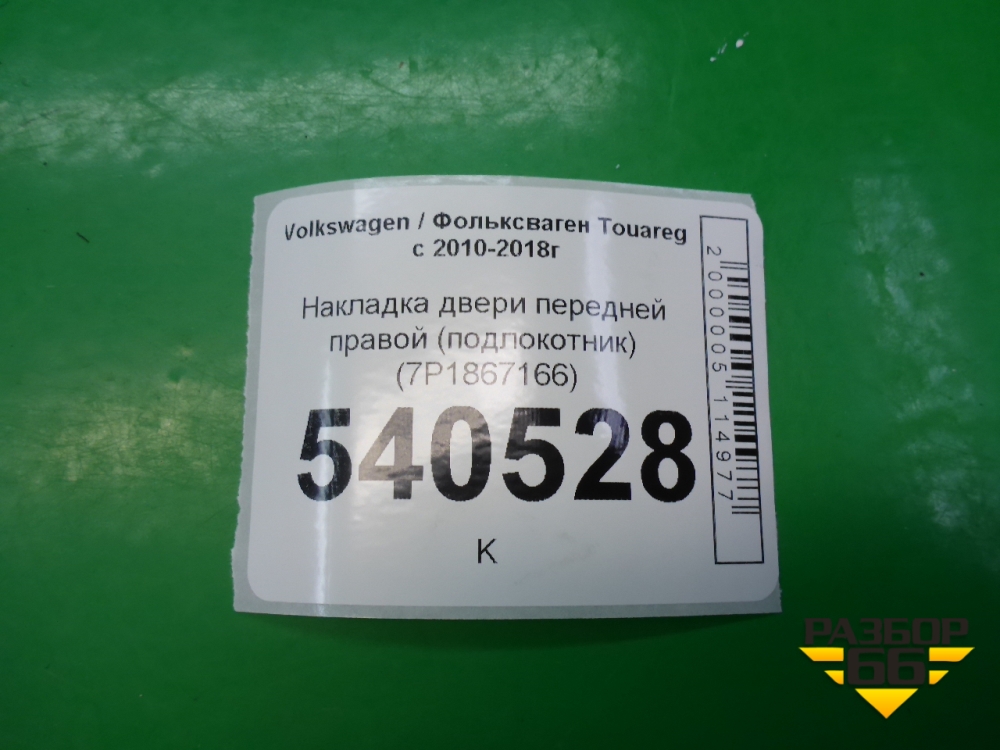 Volkswagen / Фольксваген Touareg
с 2010-2018г
Накладка двери передней
правой (подлокотник)
(7P1867166)
540528
К
2000005114977
РАЗБОР
66